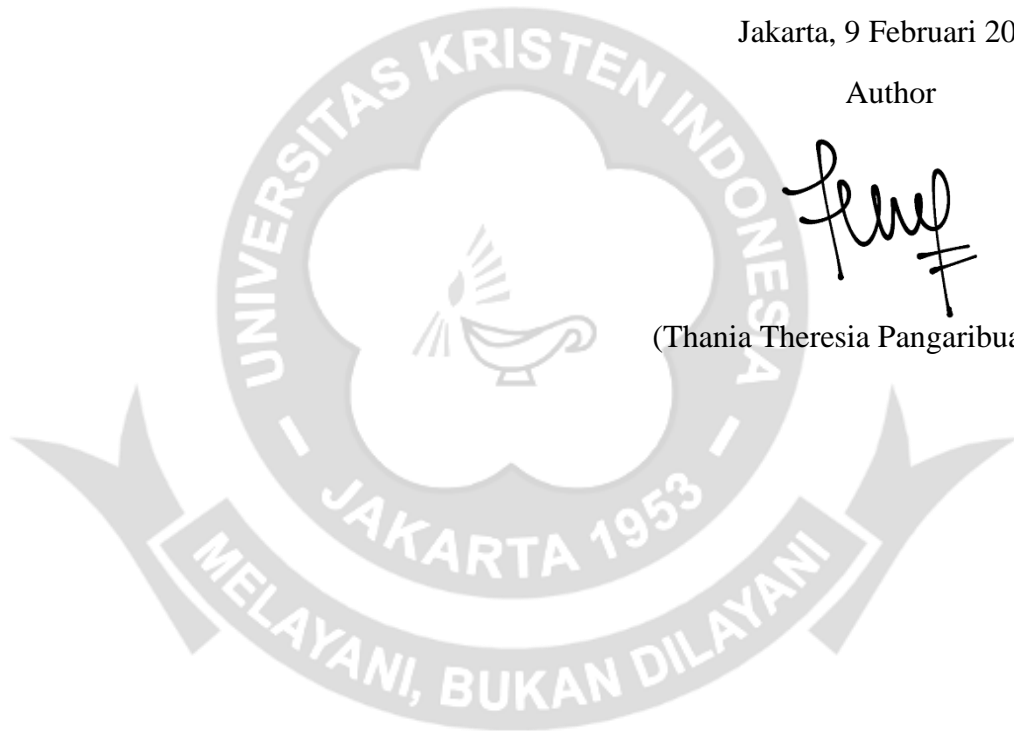 Jakarta, 9 Februari 20
Author
(Thania Theresia Pangaribua
UNIVERSITAS KRISTEN INDONESIA
JAKARTA 1953
MELAYANI, BUKAN DILAYANI